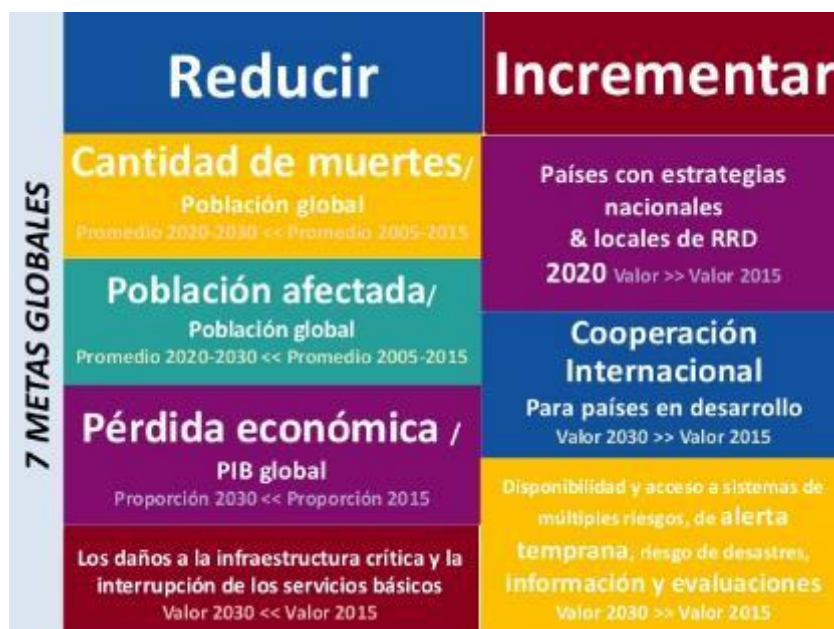 7 METAS GLOBALES
Reducir
Cantidad de muertes/
Población global
Promedio 2020-2030 << Promedio 2005-2015
Población afectada/
Población global
Promedio 2020-2030 << Promedio 2005-2015
Pérdida económica /
PIB global
Proporción 2030 << Proporción 2015
Los daños a la infraestructura crítica y la
interrupción de los servicios básicos
Valor 2030 << Valor 2015
Incrementar
Países con estrategias
nacionales
& locales de RRD
2020 Valor >> Valor 2015
Cooperación
Internacional
Para países en desarrollo
Valor 2030 >> Valor 2015
Disponibilidad y acceso a sistemas de
múltiples riesgos, de alerta
temprana, riesgo de desastres,
información y evaluaciones
Valor 2030 >> Valor 2015